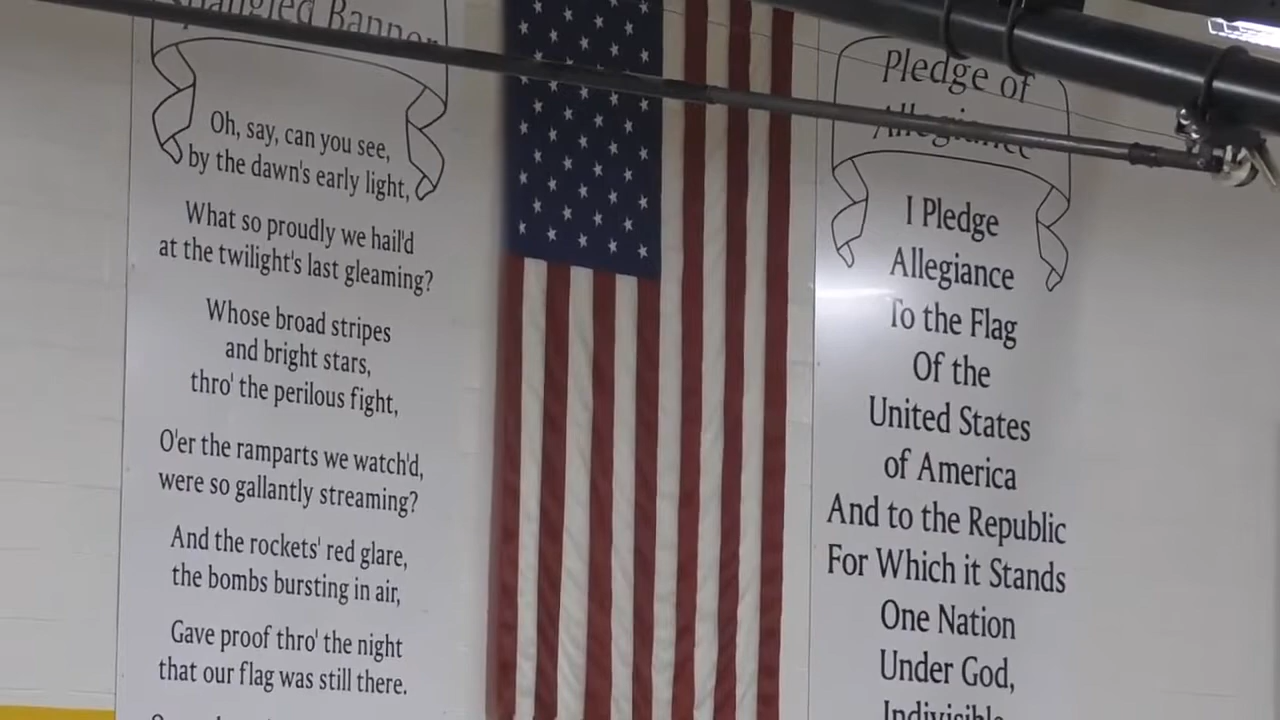 Spangled Banner
Oh, say, can you see,
by the dawn's early light,
What so proudly we hail'd
at the twilight's last gleaming?
Whose broad stripes
and bright stars,
thro' the perilous fight,
O'er the ramparts we watch'd,
were so gallantly streaming?
And the rockets' red glare,
the bombs bursting in air,
Gave proof thro' the night
that our flag was still there.
Pledge of
Allegiance
I Pledge
Allegiance
To the Flag
Of the
United States
of America
And to the Republic
For Which it Stands
One Nation
Under God,
Indivisible